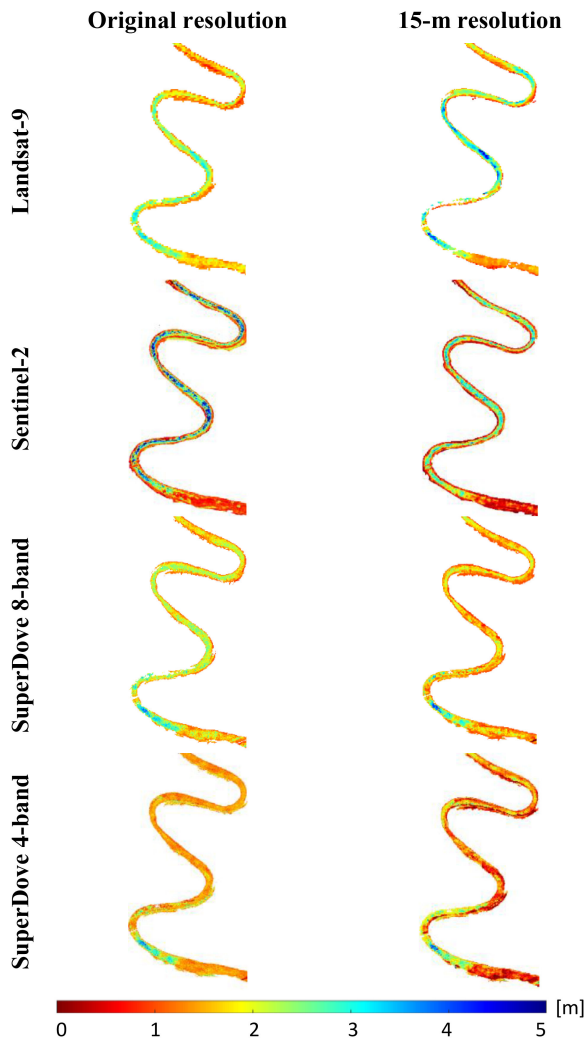 Original resolution 15-m resolution
Landsat-9
Sentinel-2
SuperDove 8-band
SuperDove 4-band
0 1 2 3 4 5 [m]